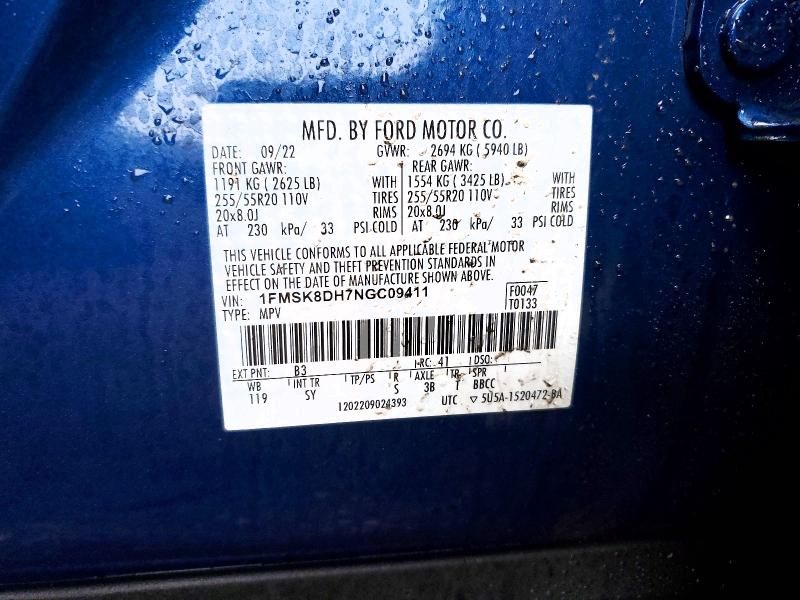 MFD. BY FORD MOTOR CO.
DATE: 09/22 GVWR: 2694 KG ( 5940 LB)
FRONT GAWR: REAR GAWR:
1191 KG ( 2625 LB) WITH 1554 KG ( 3425 LB) WITH
255/55R20 110V TIRES 255/55R20 110V TIRES
20x8.0J RIMS 20x8.0J RIMS
AT 230 kPa/ 33 PSI COLD AT 230 kPa/ 33 PSI COLD
THIS VEHICLE CONFORMS TO ALL APPLICABLE FEDERAL MOTOR
VEHICLE SAFETY AND THEFT PREVENTION STANDARDS IN
EFFECT ON THE DATE OF MANUFACTURE SHOWN ABOVE.
VIN: 1FMSK8DH7NGC09411 F0047
TYPE: MPV T0133
EXT PNT: B3 RC: 41 DSO:
WB INT TR TP/PS R AXLE TR SPR
119 SY S 3B T BBCC
1202209024393 UTC ▽ 5U5A-1520472-BA